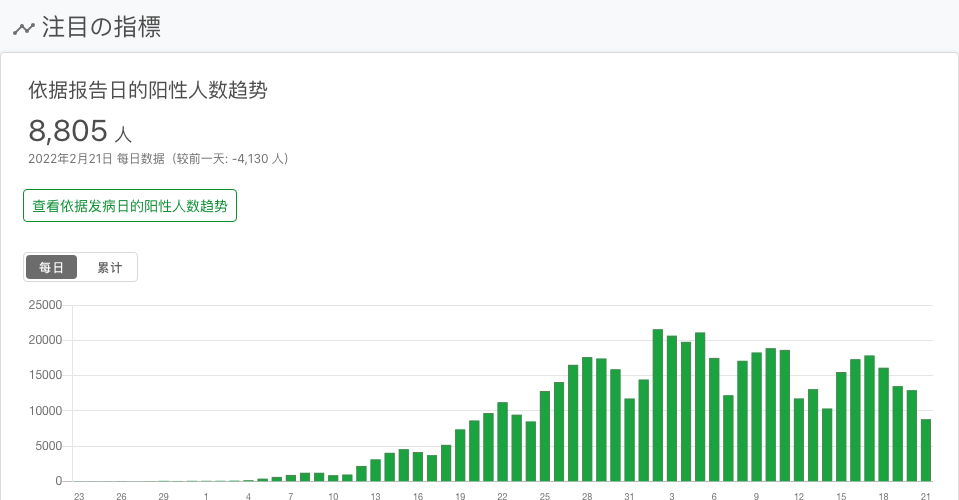 注目の指標
依据报告日的阳性人数趋势
8,805 人
2022年2月21日 每日数据（较前一天: -4,130 人）
查看依据发病日的阳性人数趋势
每日 累计
25000
20000
15000
10000
5000
0
23 26 29 1 4 7 10 13 16 19 22 25 28 31 3 6 9 12 15 18 21